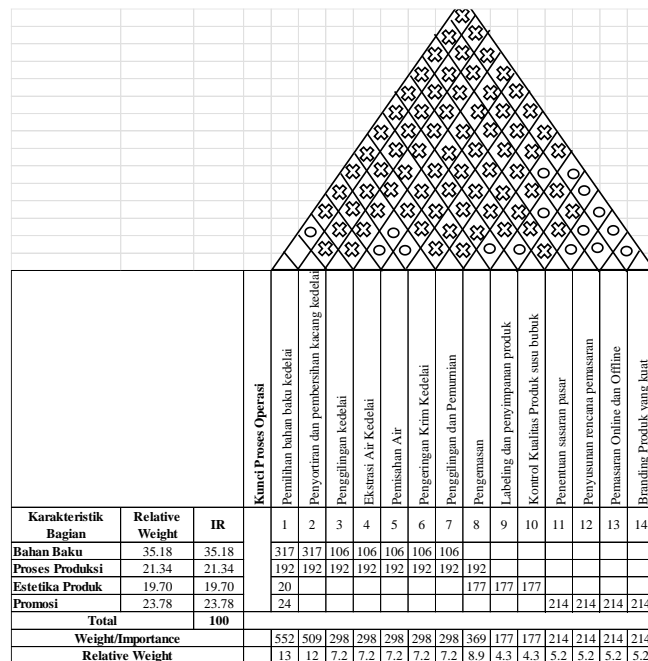 Kunci Proses Operasi
Pemilihan bahan baku kedelai
Penyortiran dan pembersihan kacang kedelai
Penggilingan kedelai
Ekstrasi Air Kedelai
Pemisahan Air
Pengeringan Krim Kedelai
Penggilingan dan Pemurnian
Pengemasan
Labeling dan penyimpanan produk
Kontrol Kualitas Produk susu bubuk
Penentuan sasaran pasar
Penyusunan rencana pemasaran
Pemasaran Online dan Offline
Branding Produk yang kuat
Karakteristik Bagian Relative Weight IR 1 2 3 4 5 6 7 8 9 10 11 12 13 14
Bahan Baku 35.18 35.18 317 317 106 106 106 106 106
Proses Produksi 21.34 21.34 192 192 192 192 192 192 192 192
Estetika Produk 19.70 19.70 20 177 177 177
Promosi 23.78 23.78 24 214 214 214 214
Total 100
Weight/Importance 552 509 298 298 298 298 298 369 177 177 214 214 214 214
Relative Weight 13 12 7.2 7.2 7.2 7.2 7.2 8.9 4.3 4.3 5.2 5.2 5.2 5.2